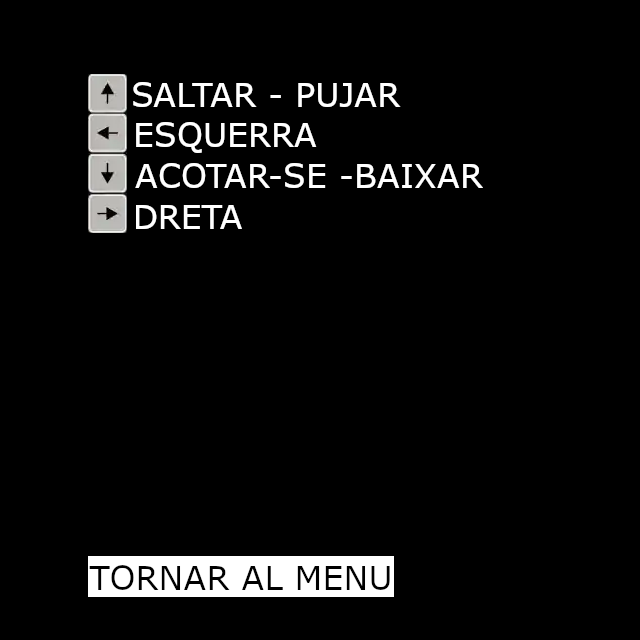 SALTAR - PUJAR
ESQUERRA
ACOTAR-SE -BAIXAR
DRETA
TORNAR AL MENU